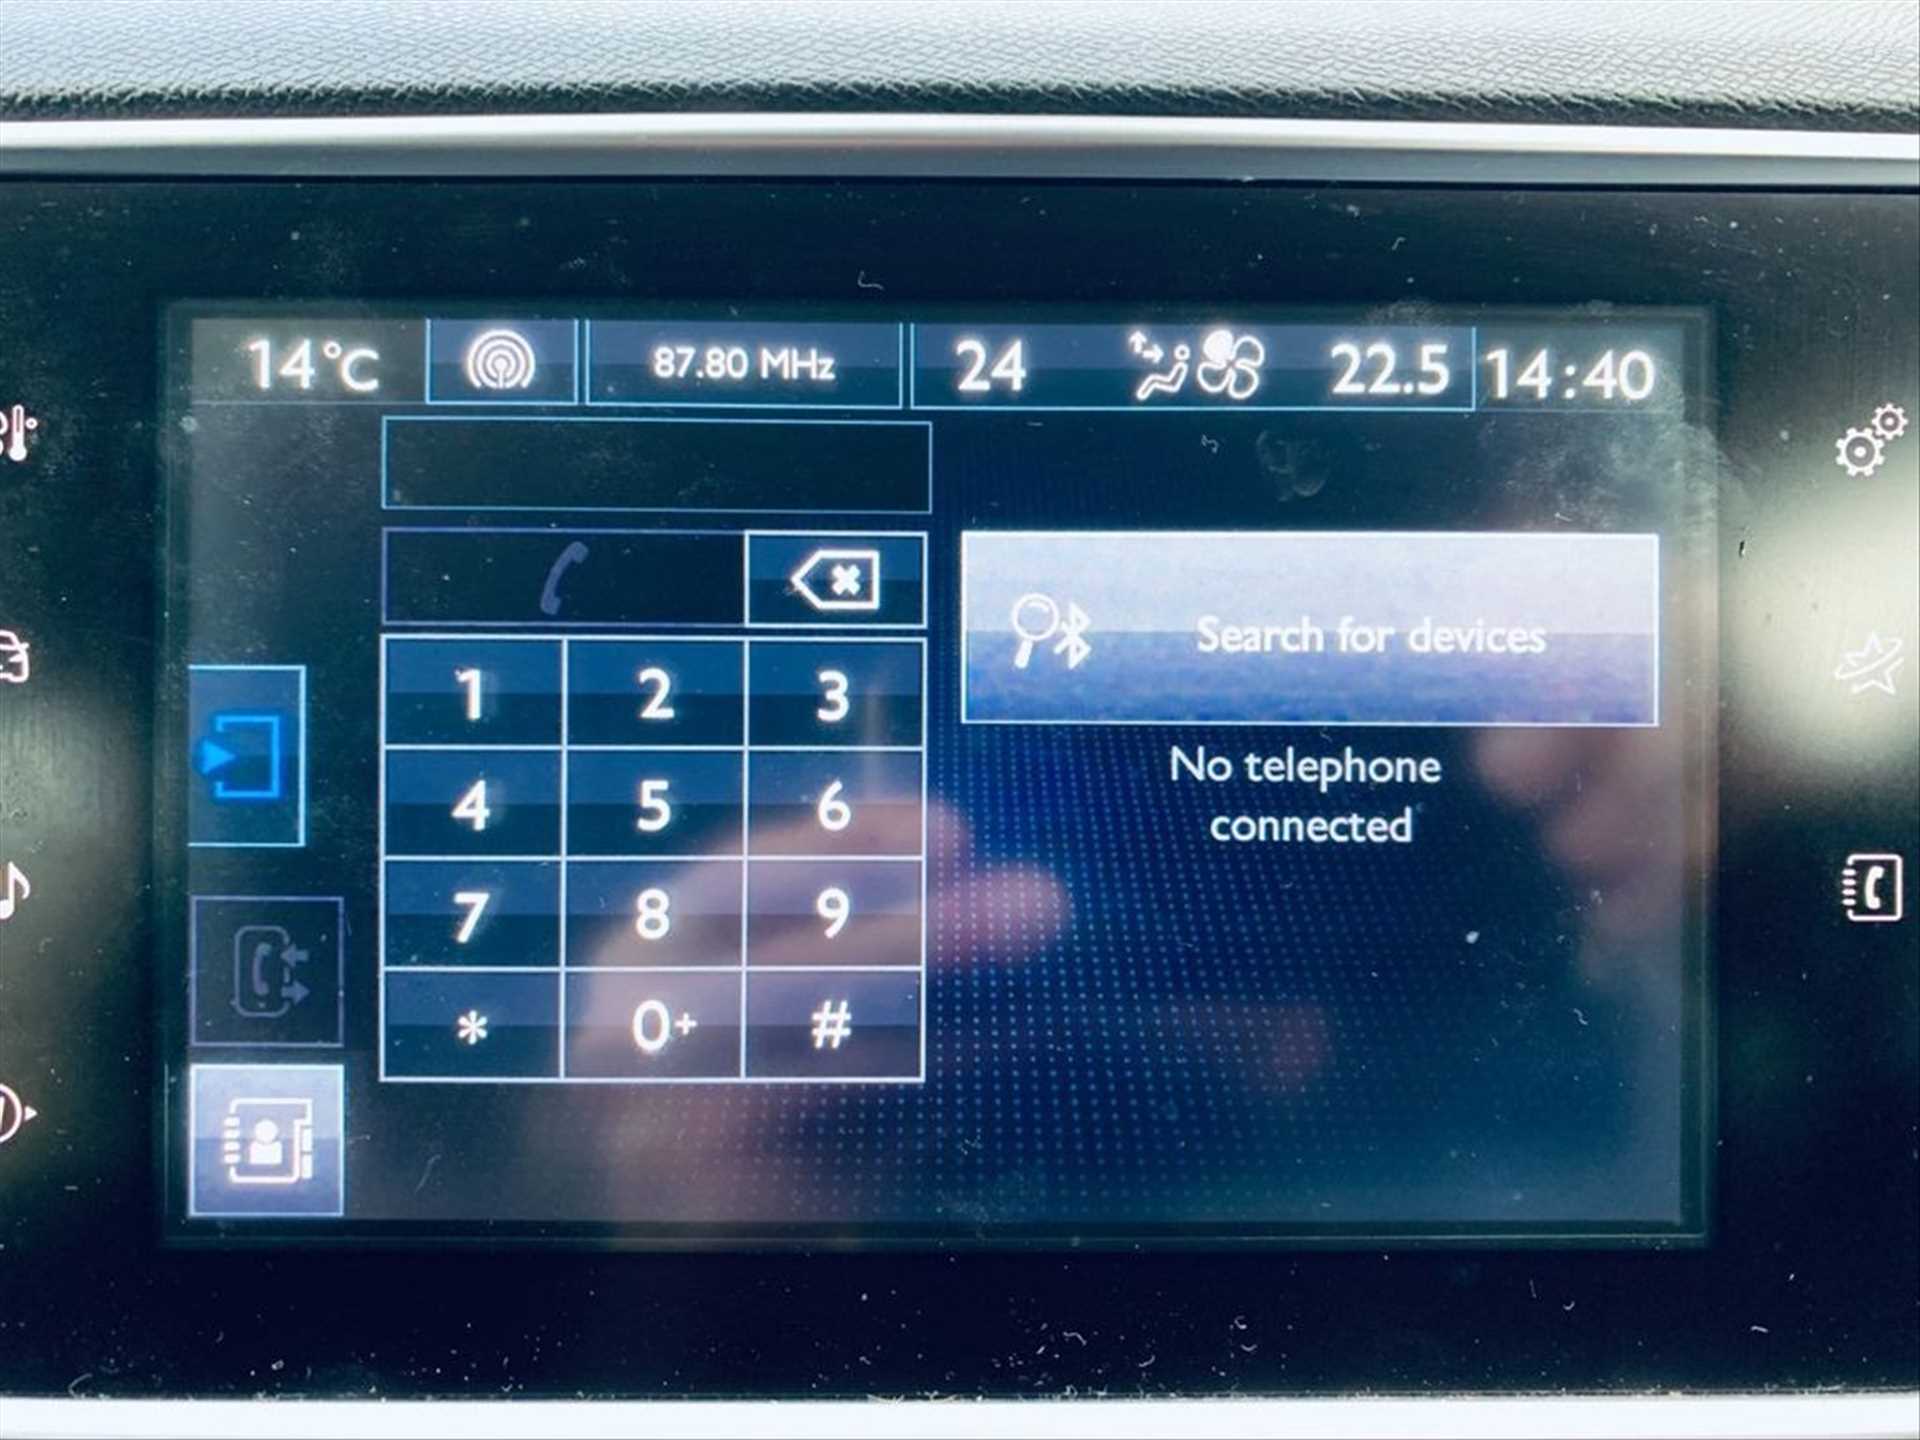 14°C
87.80 MHz
24
22.5
14:40
Search for devices
No telephone
connected
1 2 3
4 5 6
7 8 9
* 0+ #